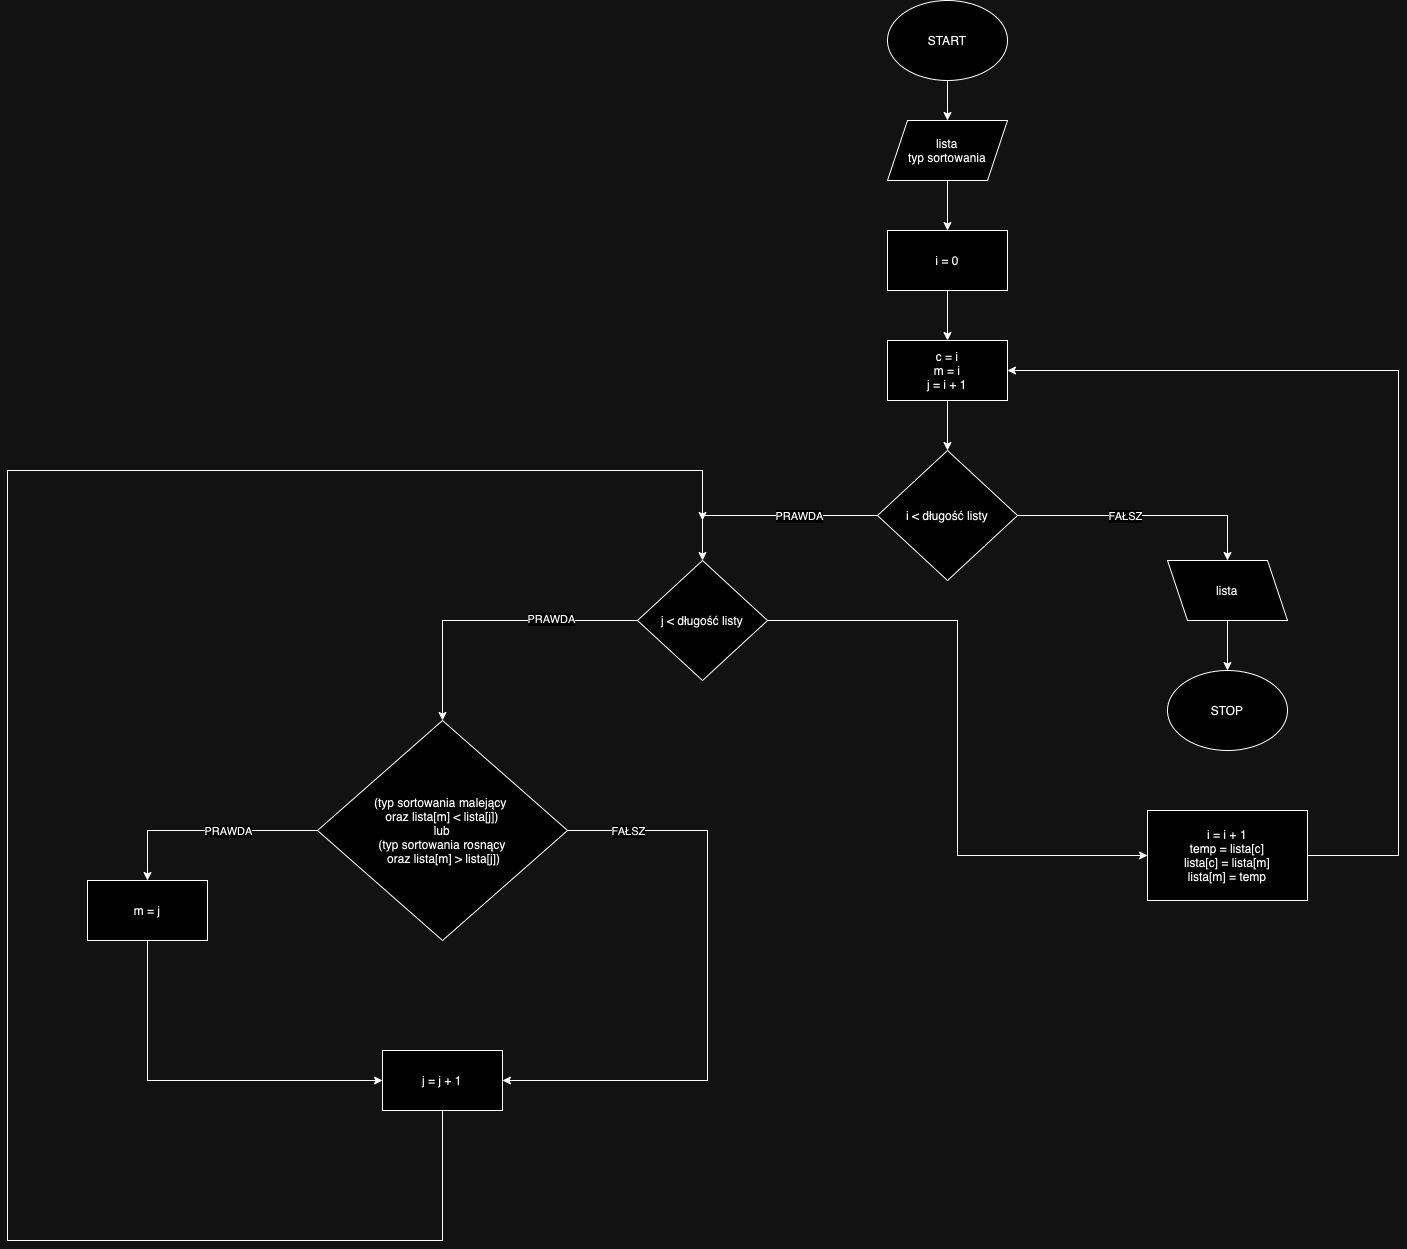 START
lista
typ sortowania
i = 0
c = i
m = i
j = i + 1
i < długość listy
PRAWDA
FAŁSZ
lista
STOP
j < długość listy
PRAWDA
(typ sortowania malejący
oraz lista[m] < lista[j])
lub
(typ sortowania rosnący
oraz lista[m] > lista[j])
PRAWDA
FAŁSZ
m = j
j = j + 1
i = i + 1
temp = lista[c]
lista[c] = lista[m]
lista[m] = temp